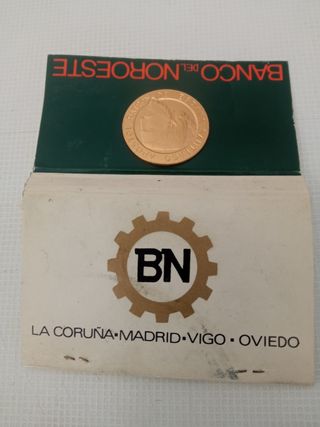 BANCO DEL NOROESTE
BN
LA CORUÑA·MADRID·VIGO·OVIEDO